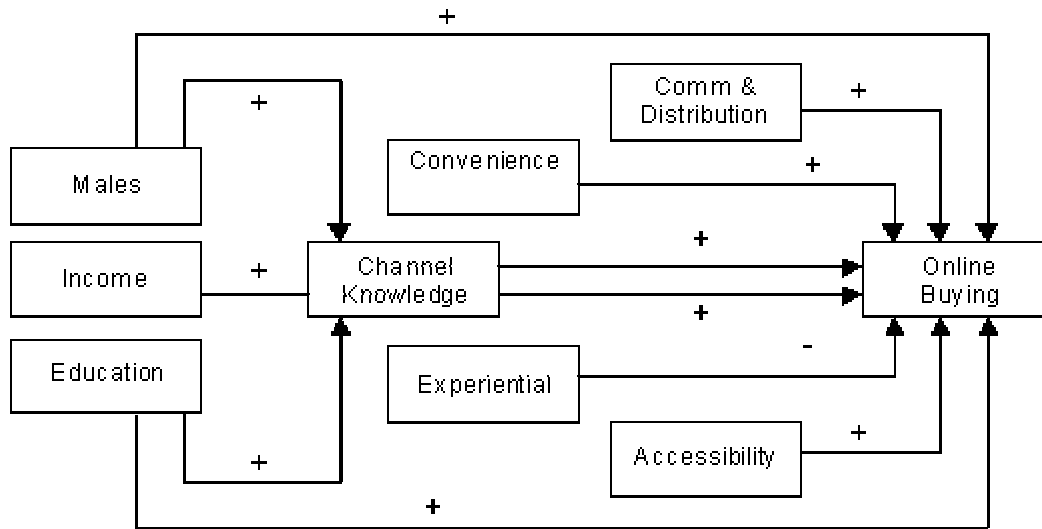 +
Comm &
Distribution
+
+
Convenience
+
Males
+
Income
+
Channel
Knowledge
Online
Buying
+
-
Education
Experiential
+
Accessibility
+
+